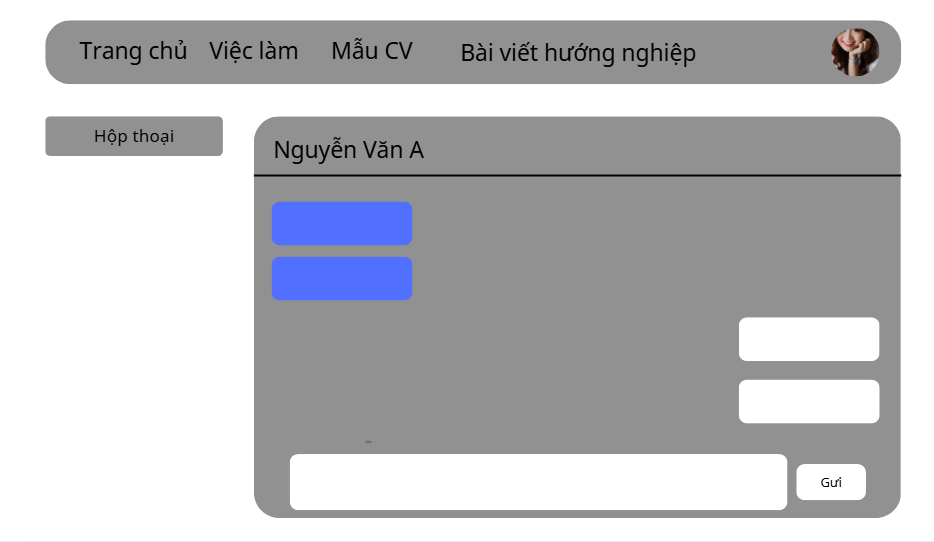 Trang chủ Việc làm Mẫu CV Bài viết hướng nghiệp
Hộp thoại
Nguyễn Văn A
Gửi